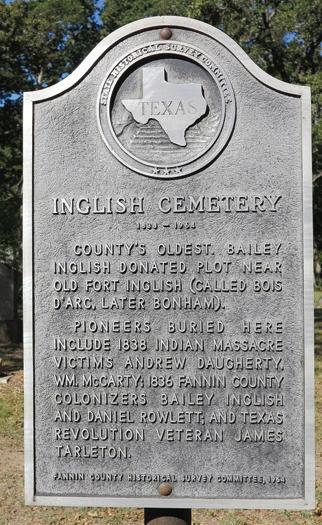 STATE HISTORICAL SURVEY COMMITTEE
TEXAS
INGLISH CEMETERY
1838 - 1964
COUNTY'S OLDEST. BAILEY
INGLISH DONATED PLOT NEAR
OLD FORT INGLISH (CALLED BOIS
D'ARC, LATER BONHAM).
PIONEERS BURIED HERE
INCLUDE 1838 INDIAN MASSACRE
VICTIMS ANDREW DAUGHERTY,
WM. McCARTY; 1836 FANNIN COUNTY
COLONIZERS BAILEY INGLISH
AND DANIEL ROWLETT; AND TEXAS
REVOLUTION VETERAN JAMES
TARLETON.
FANNIN COUNTY HISTORICAL SURVEY COMMITTEE, 1964